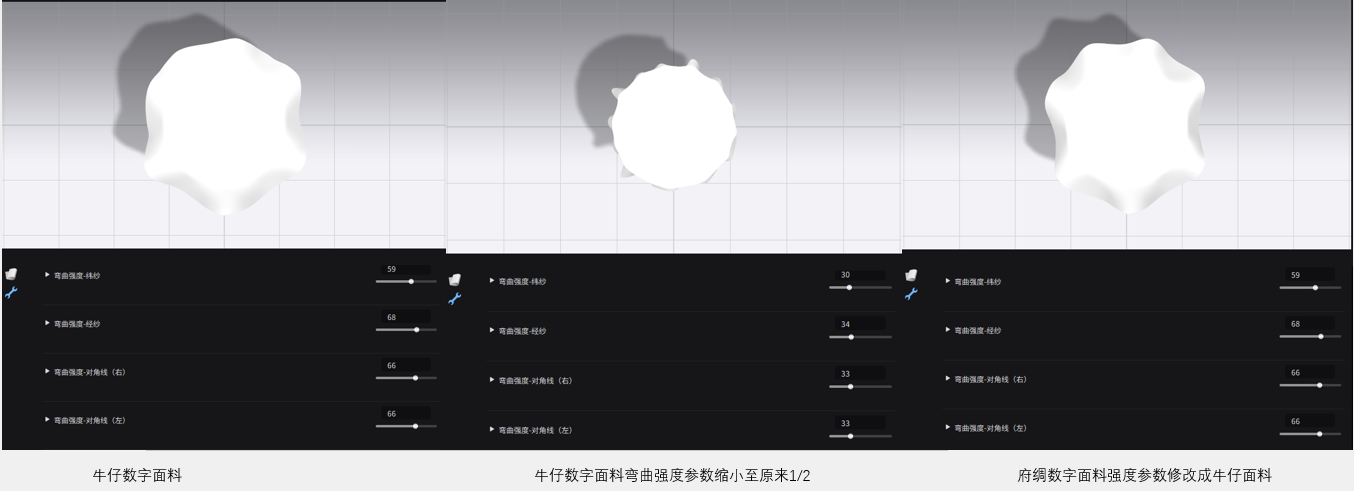 弯曲强度-纬纱 59
弯曲强度-经纱 68
弯曲强度-对角线（右） 66
弯曲强度-对角线（左） 66
牛仔数字面料
弯曲强度-纬纱 30
弯曲强度-经纱 34
弯曲强度-对角线（右） 33
弯曲强度-对角线（左） 33
牛仔数字面料弯曲强度参数缩小至原来1/2
弯曲强度-纬纱 59
弯曲强度-经纱 68
弯曲强度-对角线（右） 66
弯曲强度-对角线（左） 66
府绸数字面料强度参数修改成牛仔面料